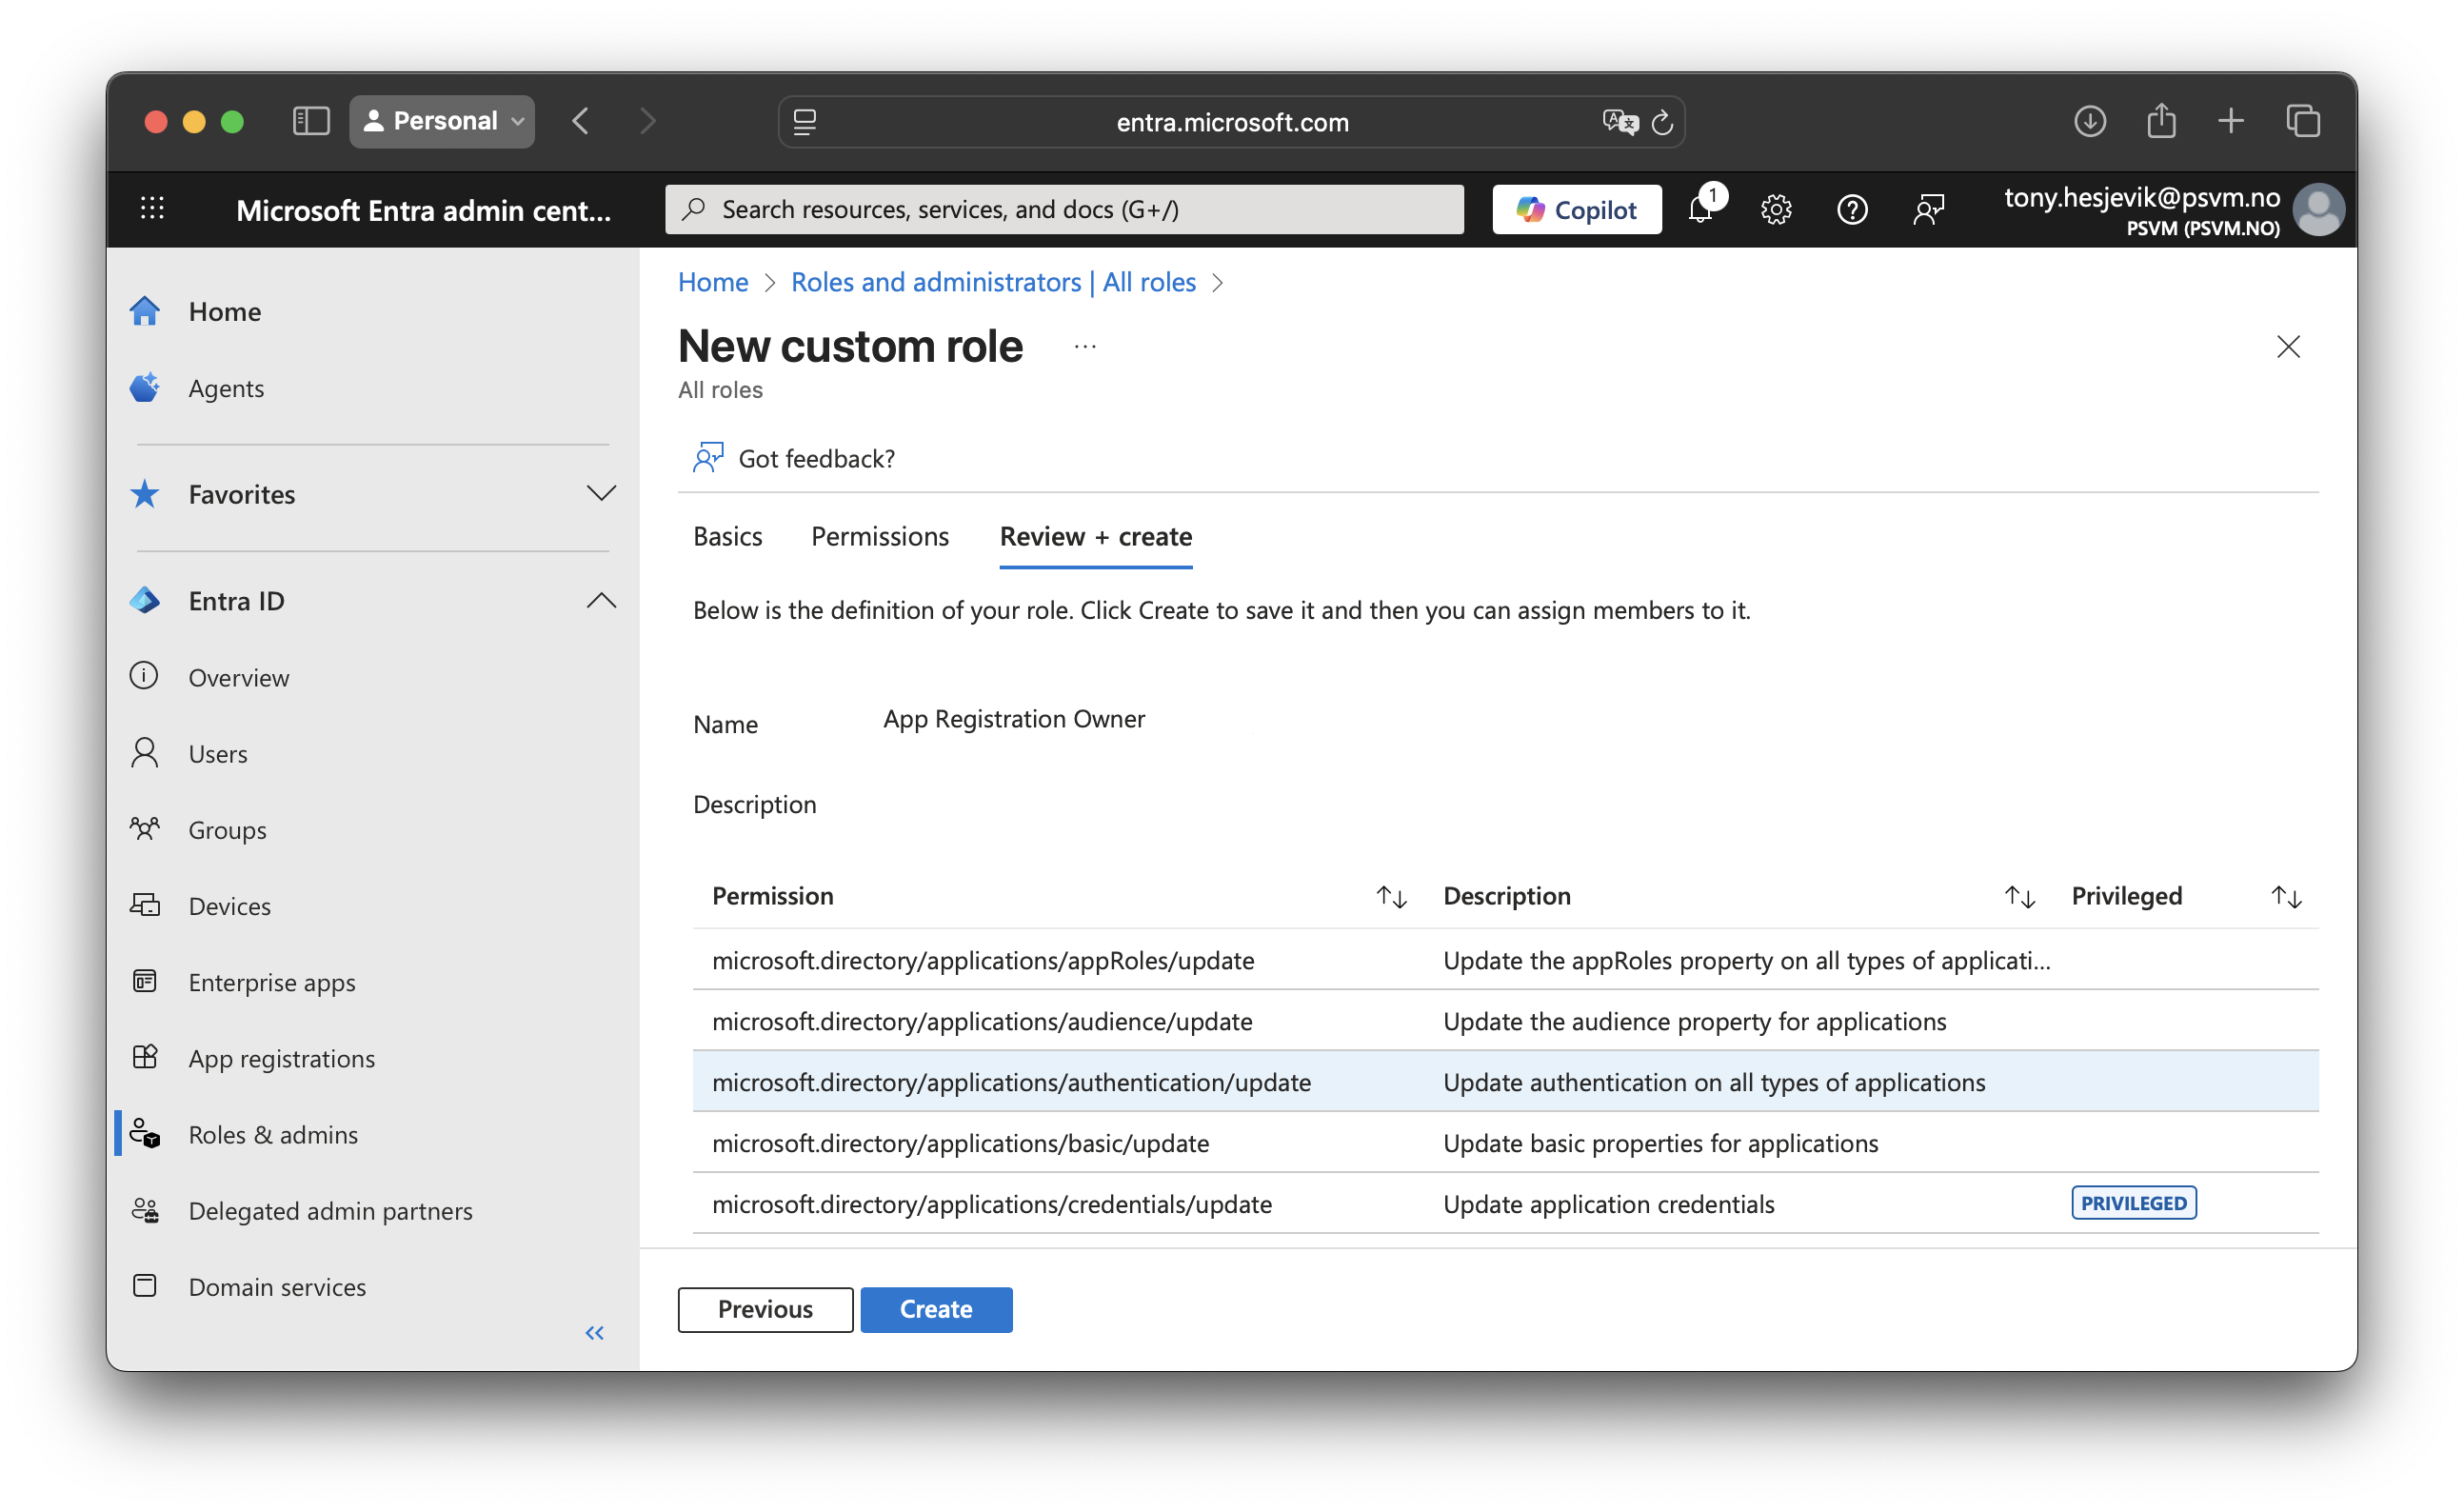 Personal
entra.microsoft.com
Microsoft Entra admin cent...
Search resources, services, and docs (G+/)
Copilot
1
tony.hesjevik@psvm.no
PSVM (PSVM.NO)
Home
Agents
Favorites
Entra ID
Overview
Users
Groups
Devices
Enterprise apps
App registrations
Roles & admins
Delegated admin partners
Domain services
Home > Roles and administrators | All roles >
New custom role ...
All roles
Got feedback?
Basics Permissions Review + create
Below is the definition of your role. Click Create to save it and then you can assign members to it.
Name App Registration Owner
Description
Permission Description Privileged
microsoft.directory/applications/appRoles/update Update the appRoles property on all types of applicati...
microsoft.directory/applications/audience/update Update the audience property for applications
microsoft.directory/applications/authentication/update Update authentication on all types of applications
microsoft.directory/applications/basic/update Update basic properties for applications
microsoft.directory/applications/credentials/update Update application credentials PRIVILEGED
Previous Create